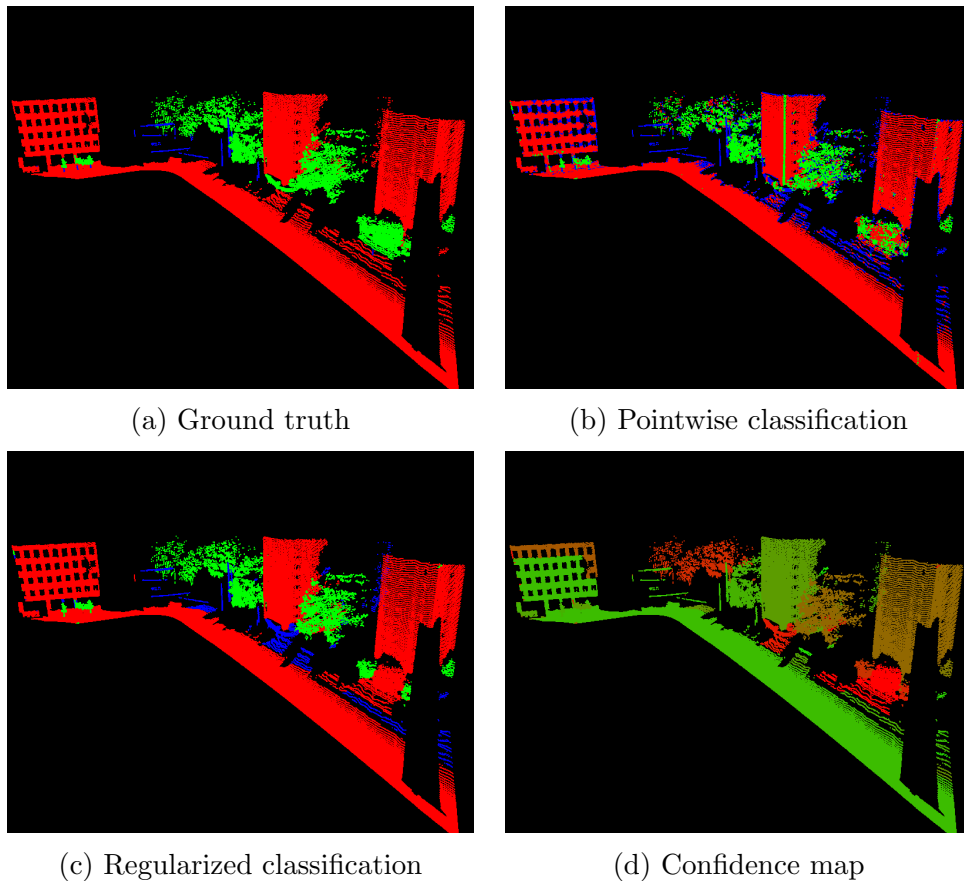 (a) Ground truth
(b) Pointwise classification
(c) Regularized classification
(d) Confidence map